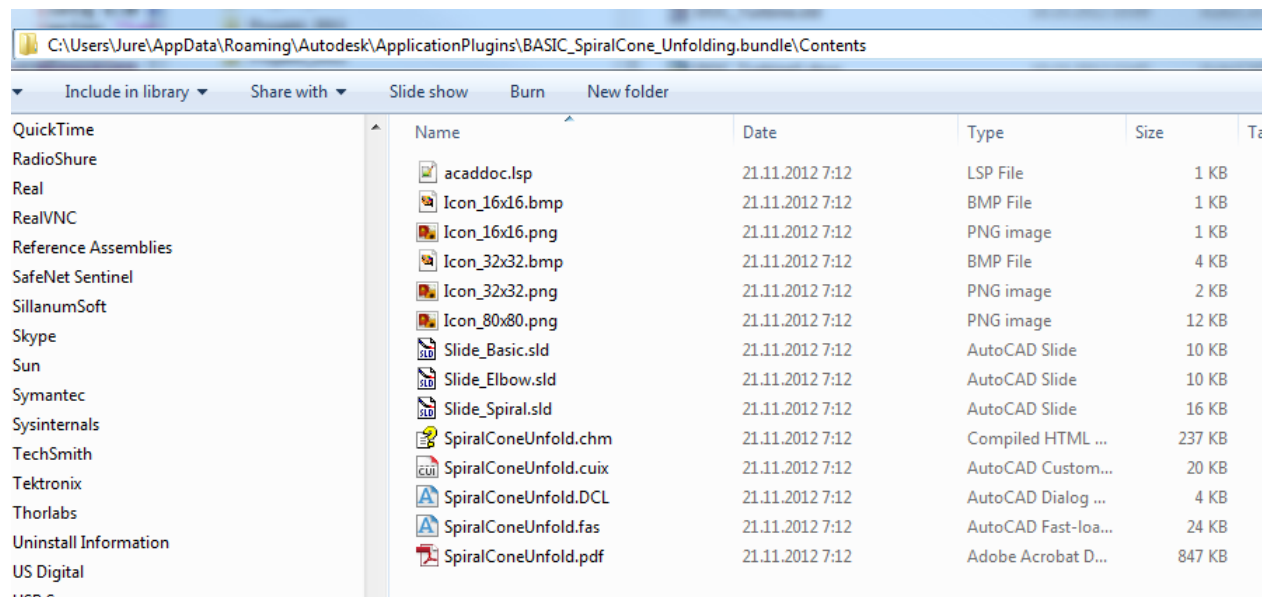 C:\Users\Jure\AppData\Roaming\Autodesk\ApplicationPlugins\BASIC_SpiralCone_Unfolding.bundle\Contents
Include in library Share with Slide show Burn New folder
QuickTime
RadioShure
Real
RealVNC
Reference Assemblies
SafeNet Sentinel
SillanumSoft
Skype
Sun
Symantec
Sysinternals
TechSmith
Tektronix
Thorlabs
Uninstall Information
US Digital
Name Date Type Size
acaddoc.lsp 21.11.2012 7:12 LSP File 1 KB
Icon_16x16.bmp 21.11.2012 7:12 BMP File 1 KB
Icon_16x16.png 21.11.2012 7:12 PNG image 1 KB
Icon_32x32.bmp 21.11.2012 7:12 BMP File 4 KB
Icon_32x32.png 21.11.2012 7:12 PNG image 2 KB
Icon_80x80.png 21.11.2012 7:12 PNG image 12 KB
Slide_Basic.sld 21.11.2012 7:12 AutoCAD Slide 10 KB
Slide_Elbow.sld 21.11.2012 7:12 AutoCAD Slide 10 KB
Slide_Spiral.sld 21.11.2012 7:12 AutoCAD Slide 16 KB
SpiralConeUnfold.chm 21.11.2012 7:12 Compiled HTML ... 237 KB
SpiralConeUnfold.cuix 21.11.2012 7:12 AutoCAD Custom... 20 KB
SpiralConeUnfold.DCL 21.11.2012 7:12 AutoCAD Dialog ... 4 KB
SpiralConeUnfold.fas 21.11.2012 7:12 AutoCAD Fast-loa... 24 KB
SpiralConeUnfold.pdf 21.11.2012 7:12 Adobe Acrobat D... 847 KB